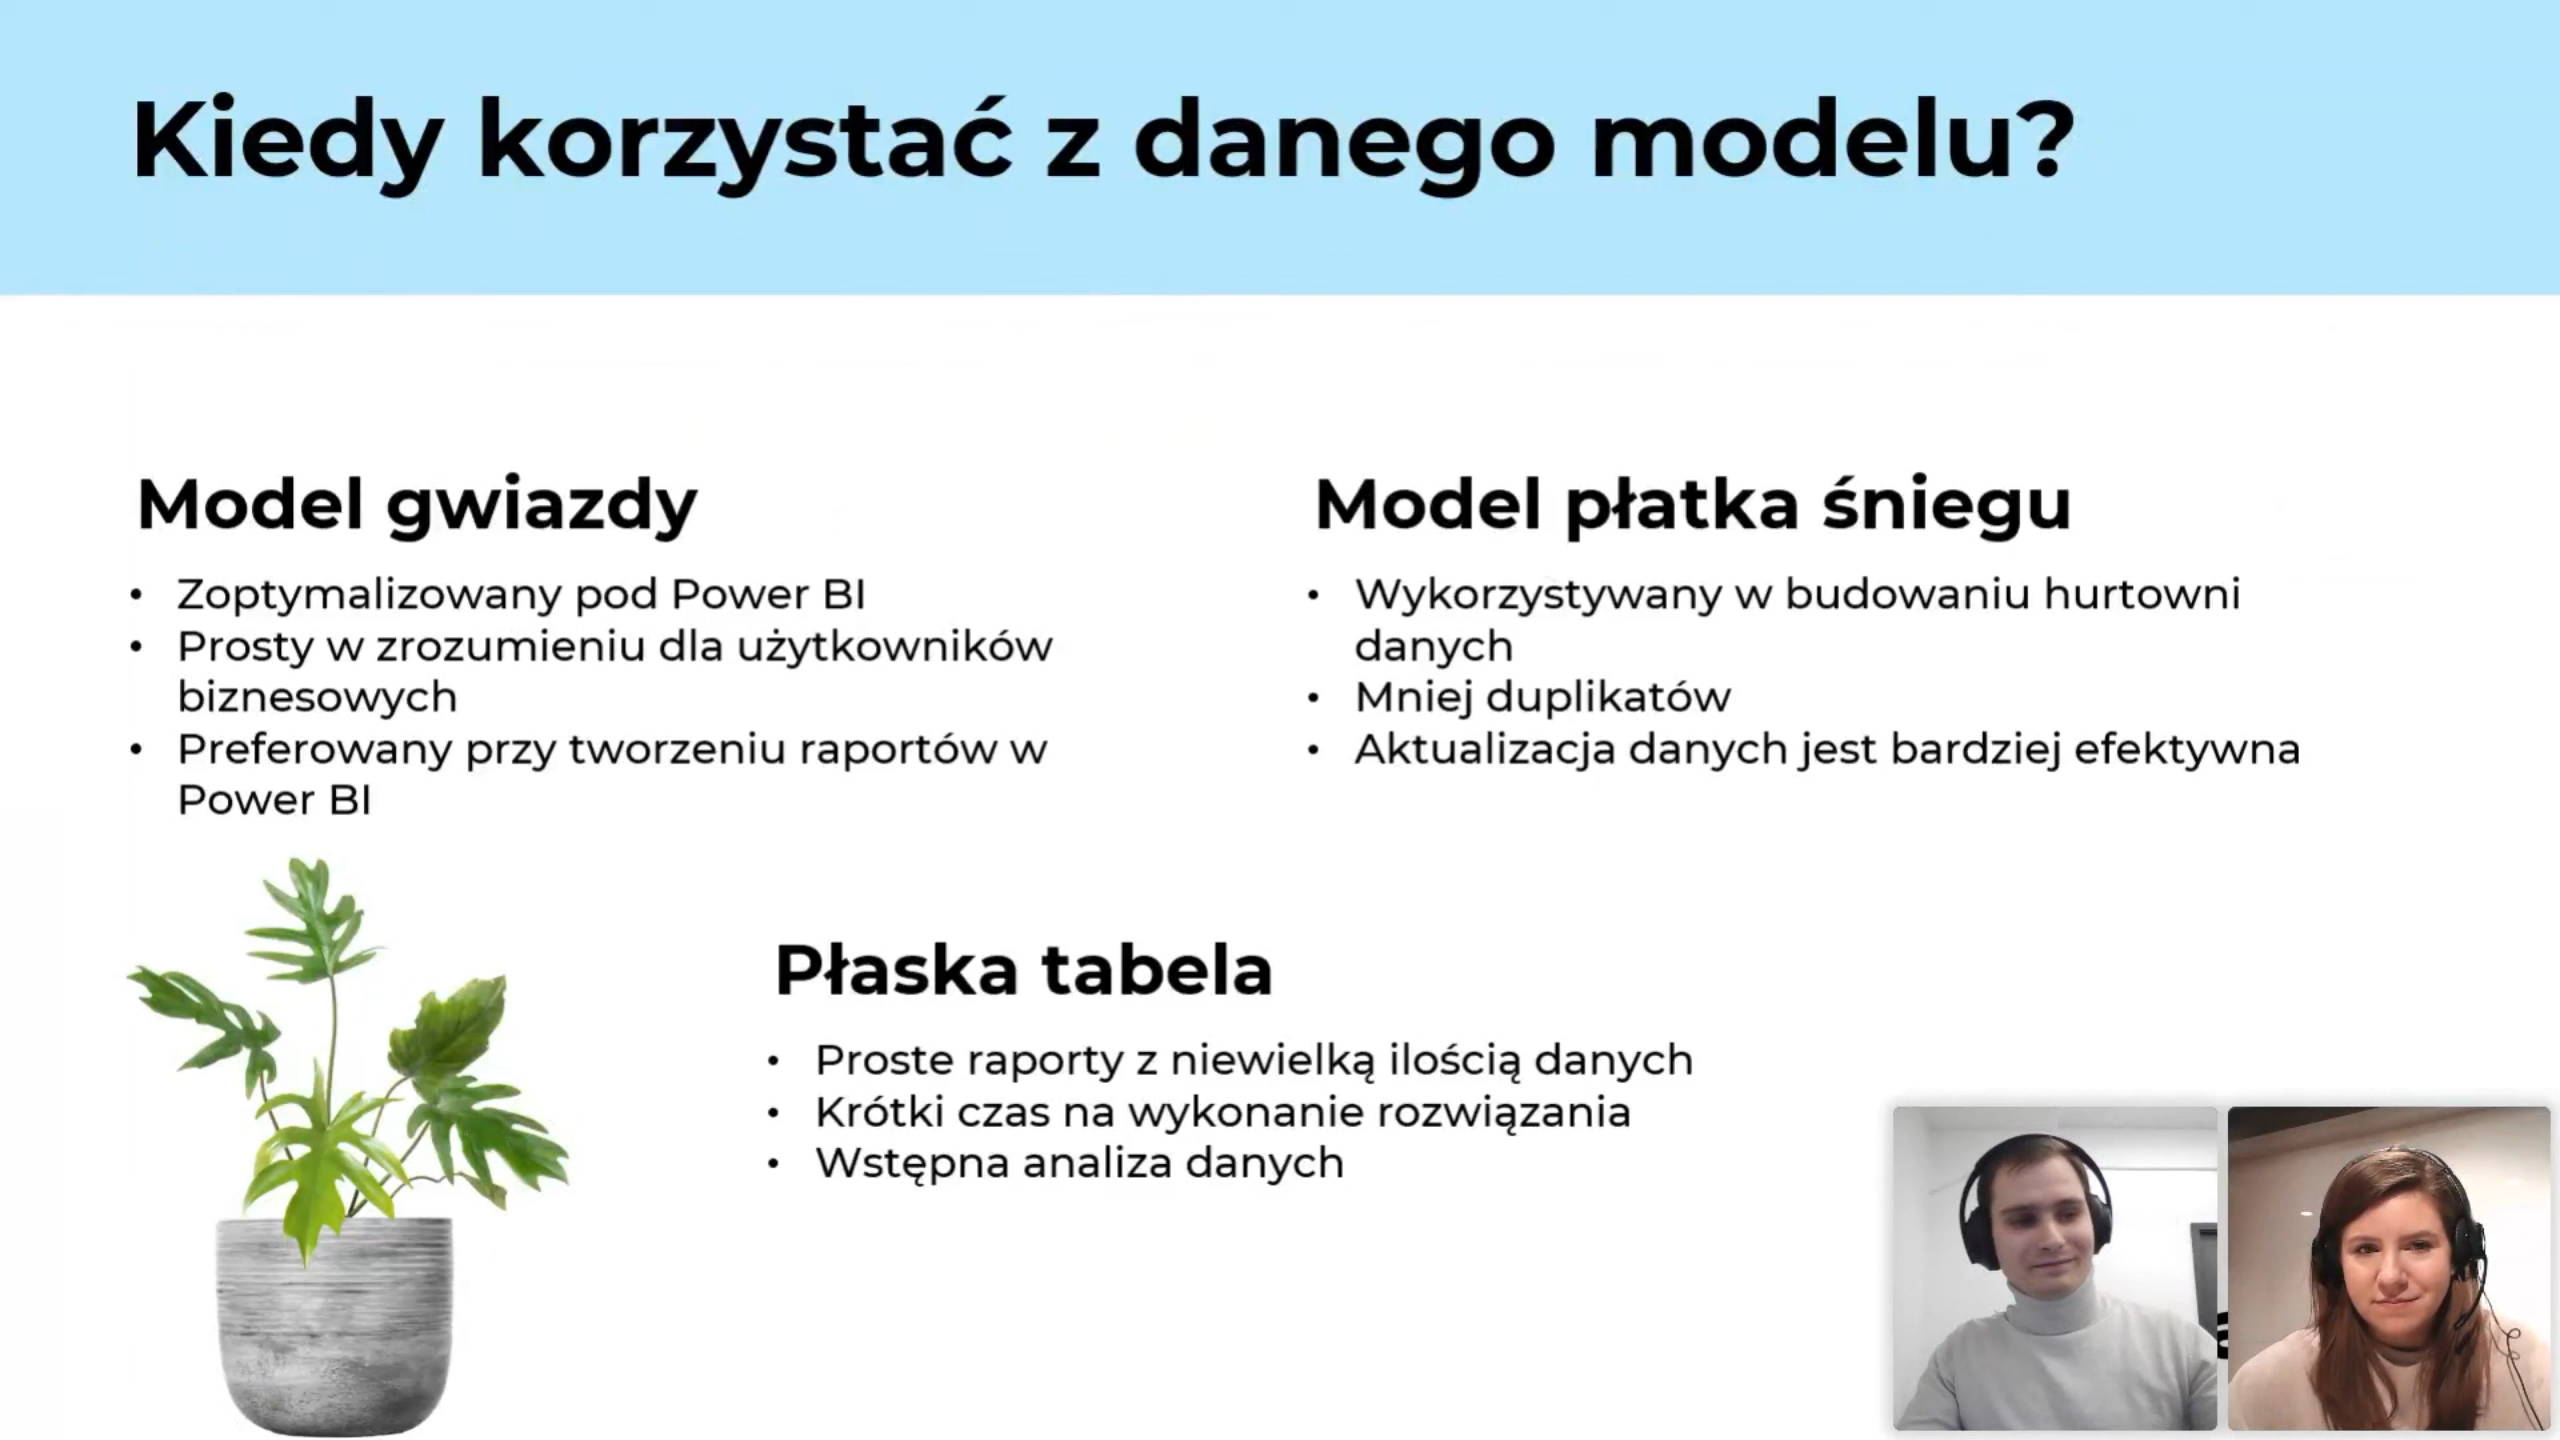 Kiedy korzystać z danego modelu?
Model gwiazdy
• Zoptymalizowany pod Power BI
• Prosty w zrozumieniu dla użytkowników
biznesowych
• Preferowany przy tworzeniu raportów w
Power BI
Model płatka śniegu
• Wykorzystywany w budowaniu hurtowni
danych
• Mniej duplikatów
• Aktualizacja danych jest bardziej efektywna
Płaska tabela
• Proste raporty z niewielką ilością danych
• Krótki czas na wykonanie rozwiązania
• Wstępna analiza danych